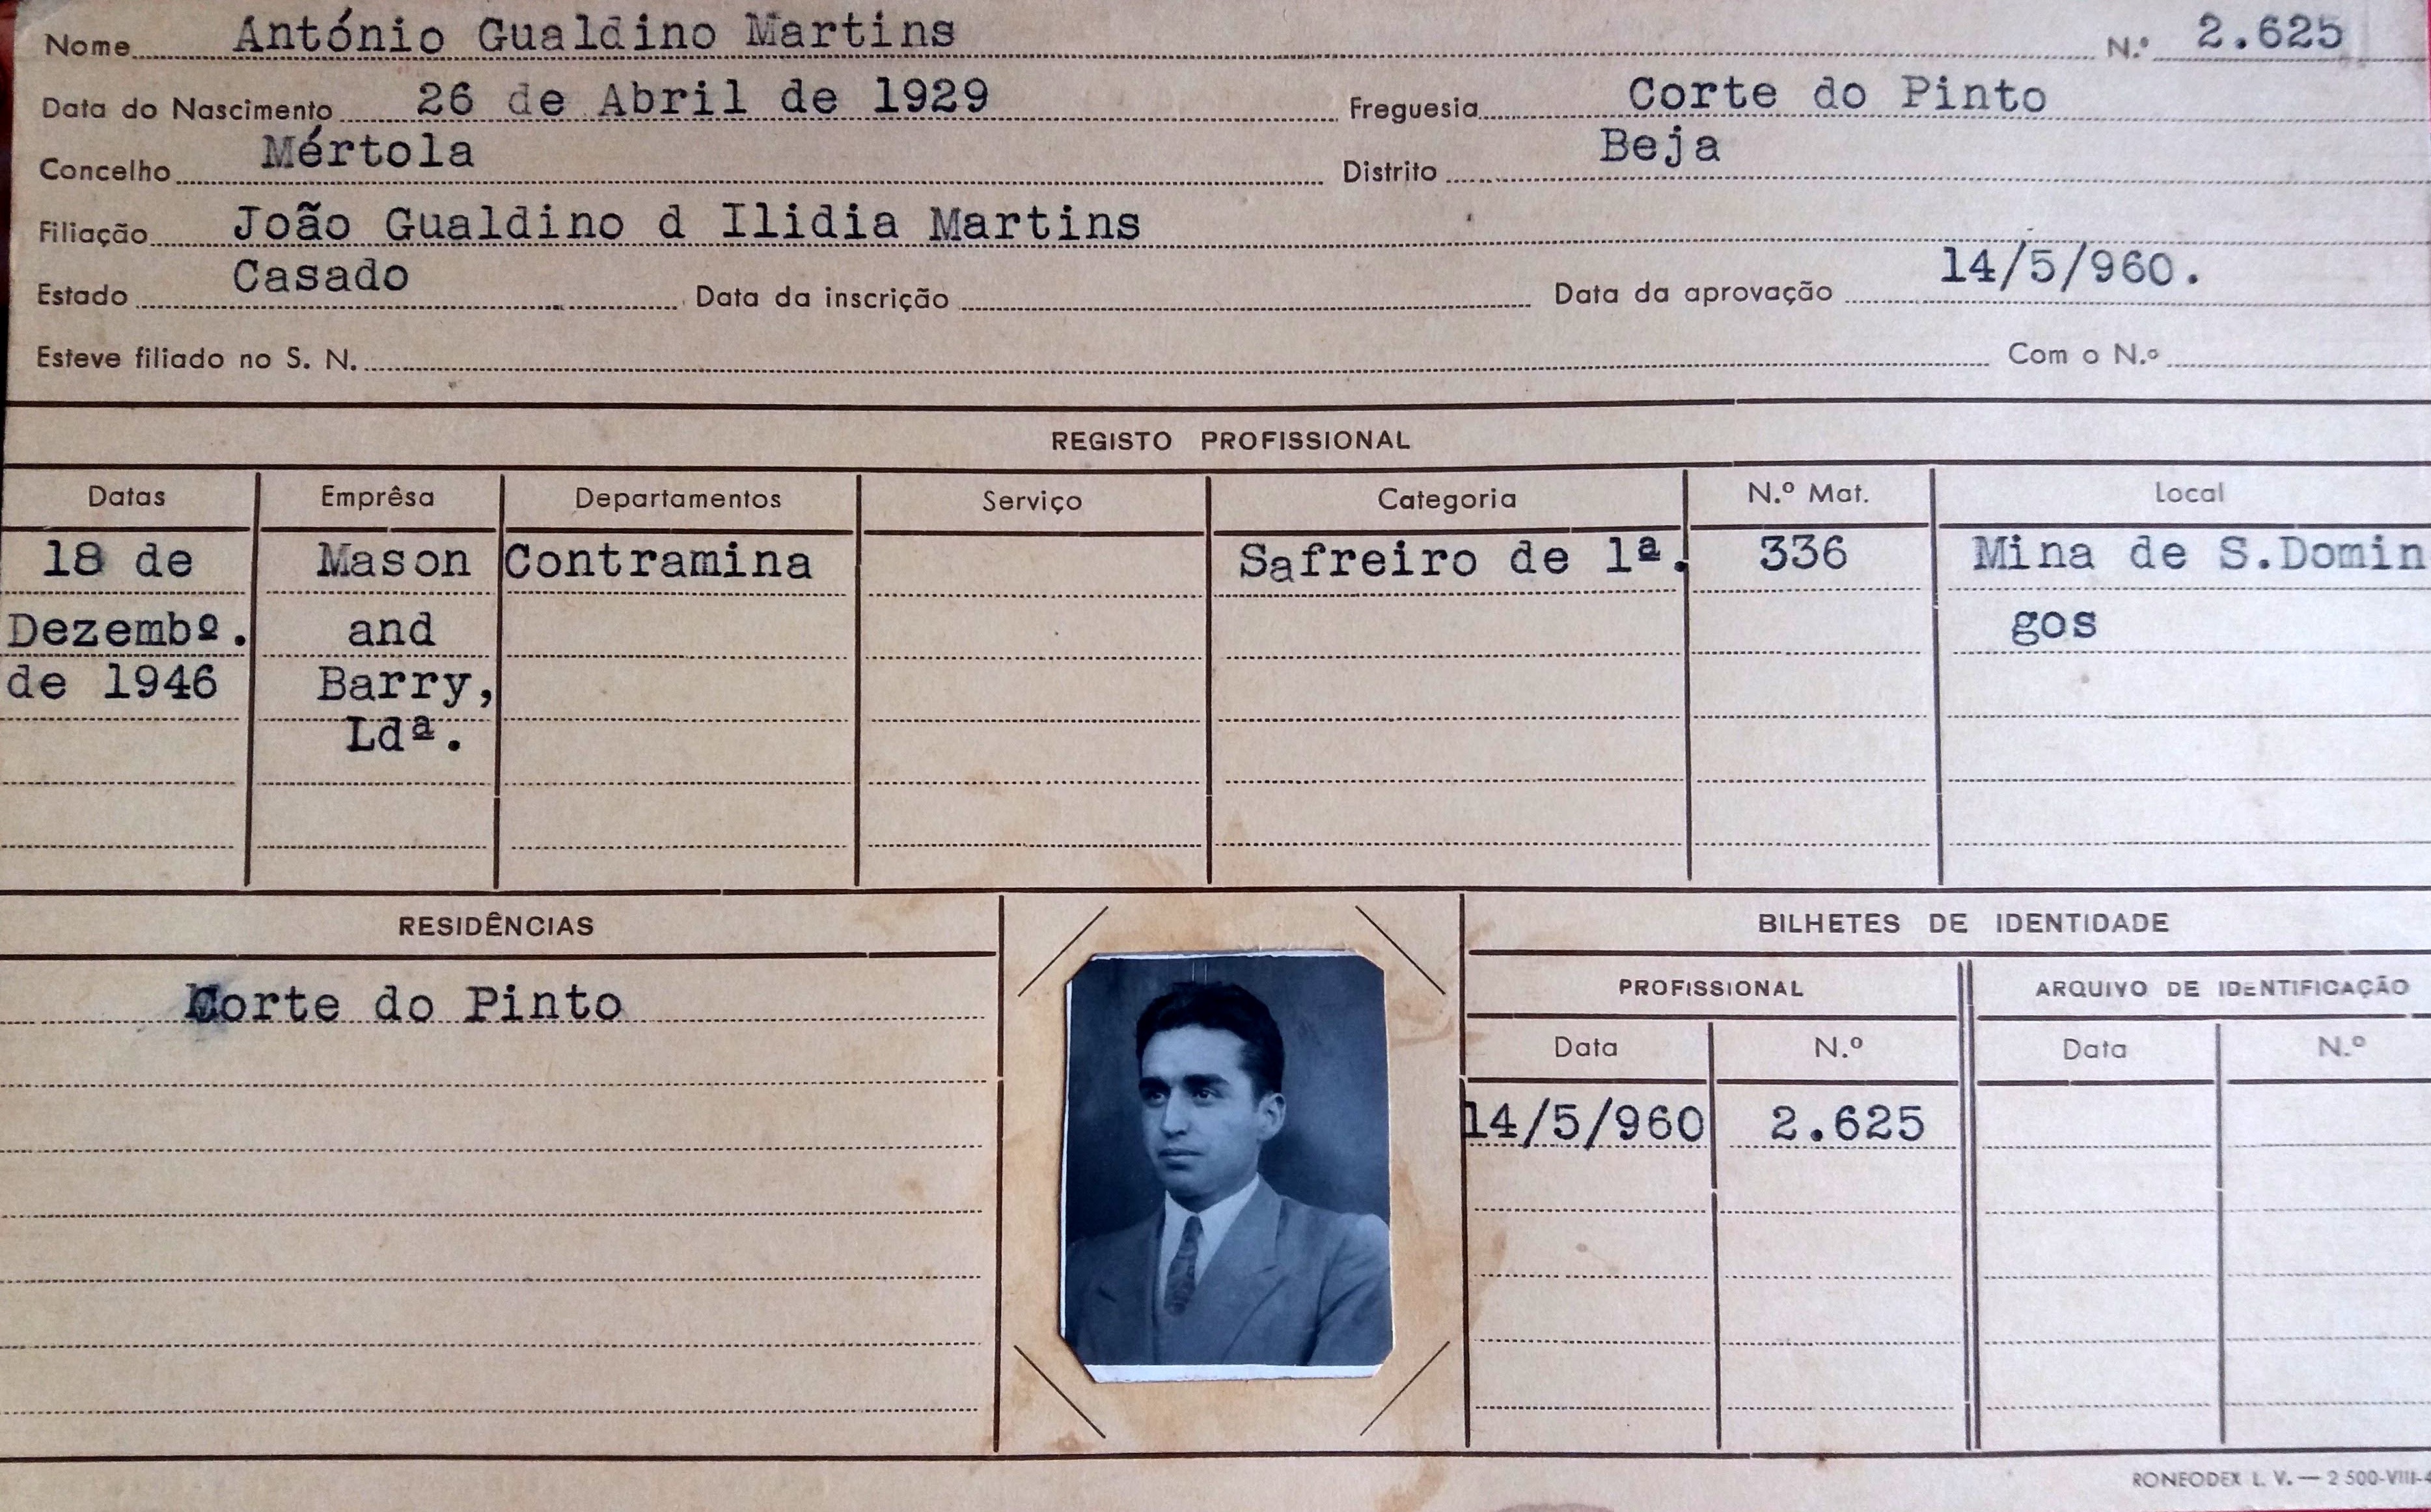 Nome António Gualdino Martins N.º 2.625
Data do Nascimento 26 de Abril de 1929 Freguesia Corte do Pinto
Concelho Mértola Distrito Beja
Filiação João Gualdino d Ilidia Martins
Estado Casado Data da inscrição Data da aprovação 14/5/960.
Esteve filiado no S. N. Com o N.º
REGISTO PROFISSIONAL
Datas Emprêsa Departamentos Serviço Categoria N.º Mat. Local
18 de Mason Contramina Safreiro de 1ª. 336 Mina de S.Domin
Dezembº. and gos
de 1946 Barry,
Ldª.
RESIDÊNCIAS BILHETES DE IDENTIDADE
PROFISSIONAL ARQUIVO DE IDENTIFICAÇÃO
Corte do Pinto
Data N.º Data N.º
14/5/960 2.625
RONEODEX L. V. — 2 500-VIII-4